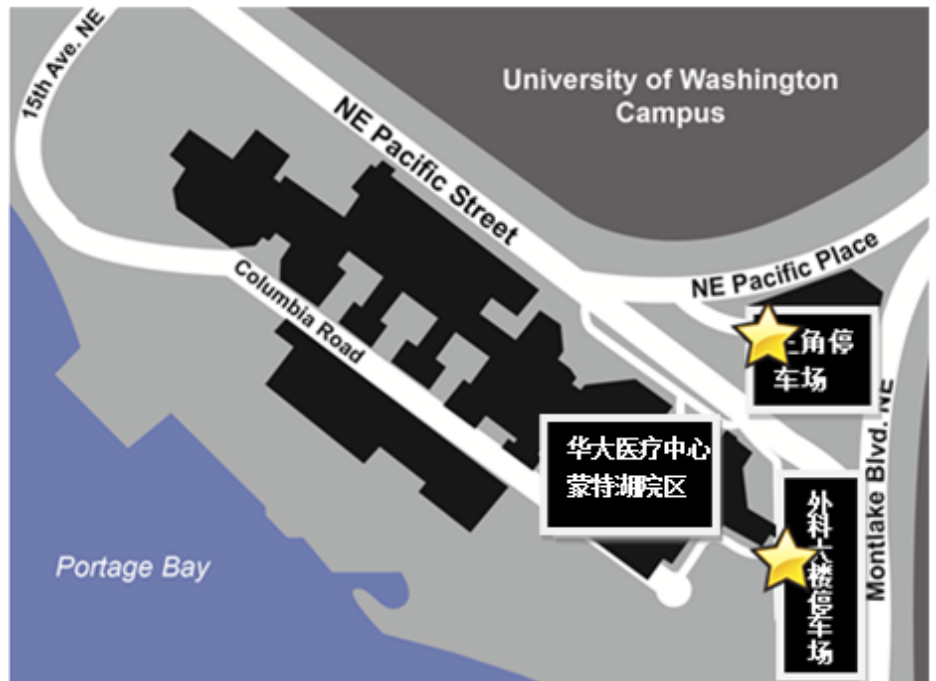 15th Ave. NE
University of Washington
Campus
NE Pacific Street
NE Pacific Place
Columbia Road
角停
车场
Montlake Blvd. NE
华大医疗中心
蒙特湖院区
外科大楼停车场
Portage Bay